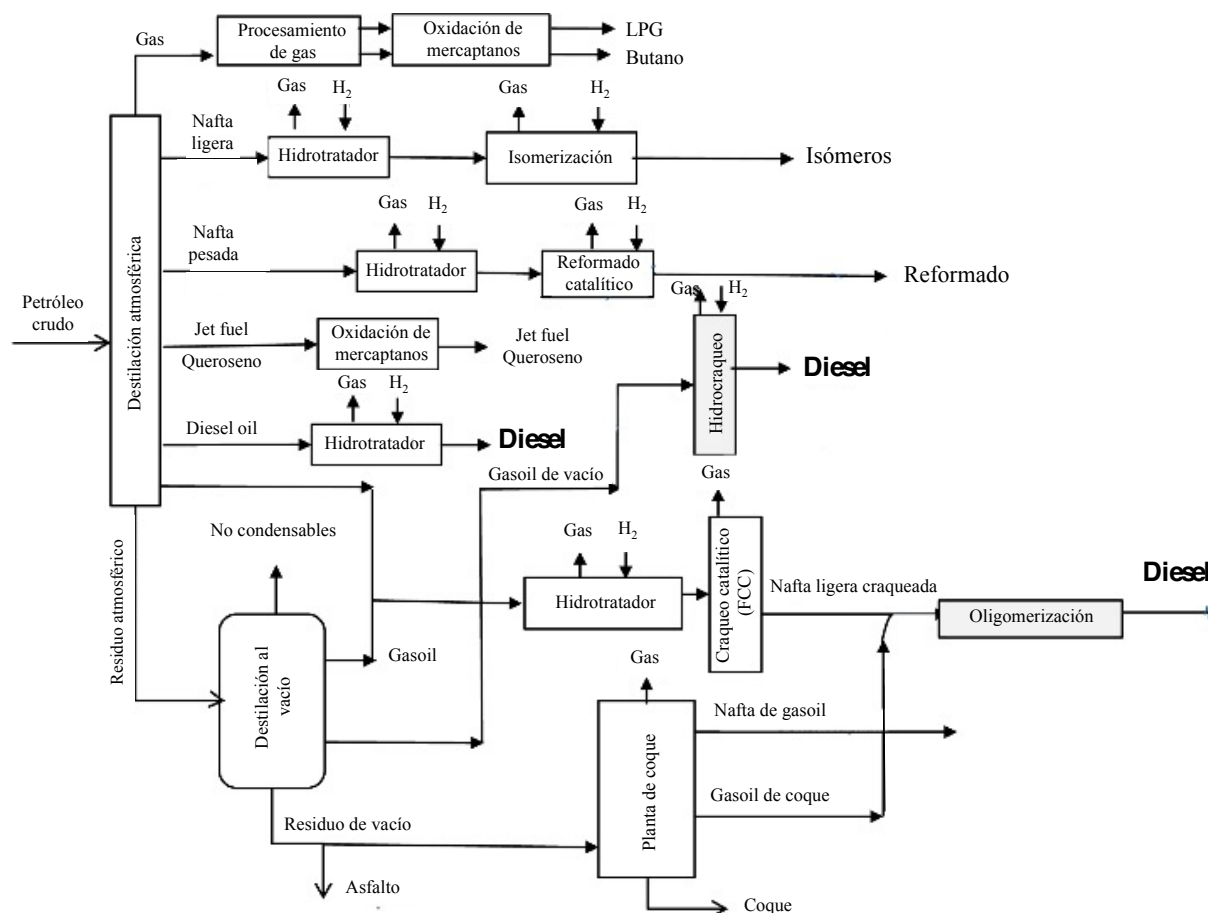 Gas
Procesamiento
de gas
Oxidación de
mercaptanos
LPG
Butano
Gas
H2
Gas
H2
Nafta
ligera
Hidrotratador
Isomerización
Isómeros
Gas
H2
Gas
H2
Nafta
pesada
Hidrotratador
Reformado
catalítico
Reformado
Destilación atmosférica
Petróleo
crudo
Jet fuel
Queroseno
Oxidación de
mercaptanos
Jet fuel
Queroseno
Gas
H2
Hidrocraqueo
Diesel
Gas
H2
Diesel oil
Hidrotratador
Diesel
Gasoil de vacío
Residuo atmosférico
No condensables
Destilación al
vacío
Gasoil
Gas
H2
Hidrotratador
Gas
Craqueo catalítico
(FCC)
Nafta ligera craqueada
Oligomerización
Diesel
Gas
Planta de coque
Nafta de gasoil
Gasoil de coque
Residuo de vacío
Asfalto
Coque